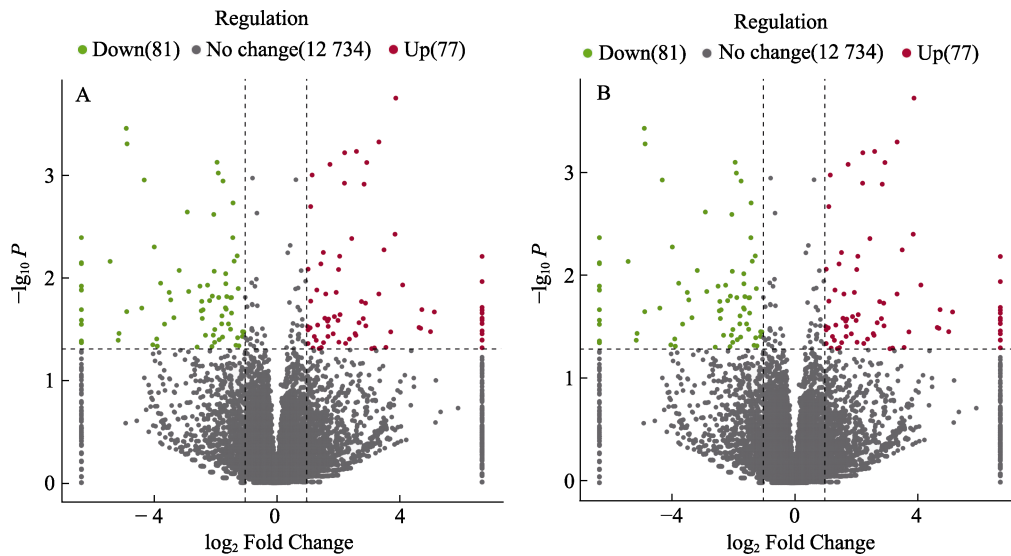 Regulation
Down(81) No change(12 734) Up(77)
A
3
2
1
0
−lg10 P
−4 0 4
log2 Fold Change
Regulation
Down(81) No change(12 734) Up(77)
B
3
2
1
0
−lg10 P
−4 0 4
log2 Fold Change